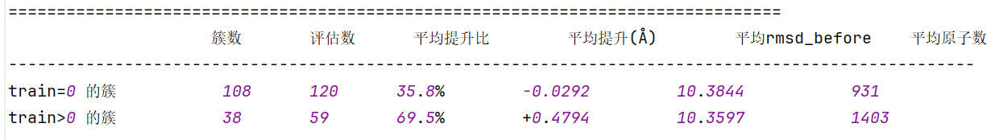 ================================================================================
簇数 评估数 平均提升比 平均提升(Å) 平均rmsd_before 平均原子数
----------------------------------------------------------------------------------------------------
train=0 的簇 108 120 35.8% -0.0292 10.3844 931
train>0 的簇 38 59 69.5% +0.4794 10.3597 1403